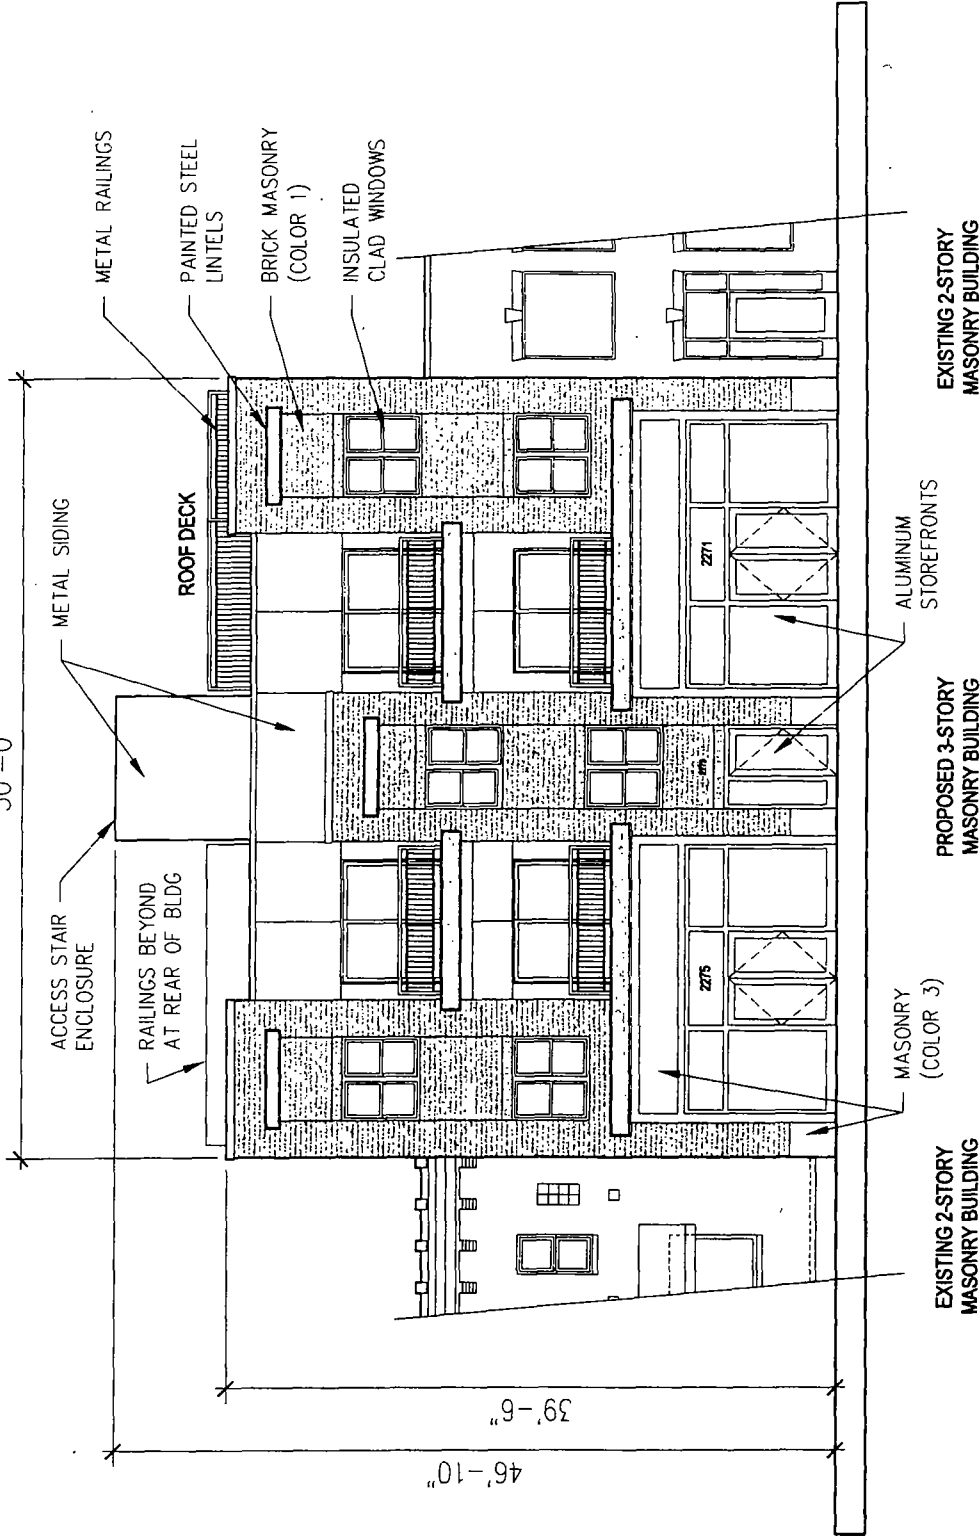 ACCESS STAIR
ENCLOSURE
METAL SIDING
RAILINGS BEYOND
AT REAR OF BLDG
ROOF DECK
METAL RAILINGS
PAINTED STEEL
LINTELS
BRICK MASONRY
(COLOR 1)
INSULATED
CLAD WINDOWS
46'-10"
39'-6"
2275
2271
MASONRY
(COLOR 3)
ALUMINUM
STOREFRONTS
EXISTING 2-STORY
MASONRY BUILDING
PROPOSED 3-STORY
MASONRY BUILDING
EXISTING 2-STORY
MASONRY BUILDING